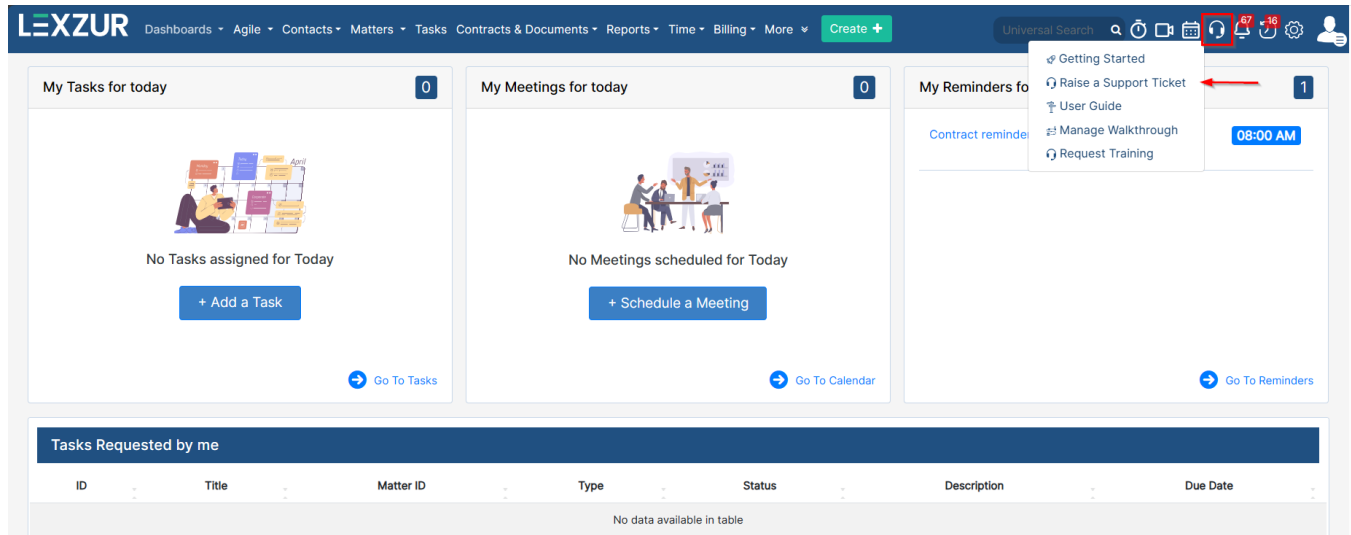 LEXZUR Dashboards Agile Contacts Matters Tasks Contracts & Documents Reports Time Billing More Create + Universal Search 67 16
Getting Started
Raise a Support Ticket
User Guide
Manage Walkthrough
Request Training
My Tasks for today 0
My Meetings for today 0
My Reminders fo 1
April
Contract reminde 08:00 AM
No Tasks assigned for Today
+ Add a Task
Go To Tasks
No Meetings scheduled for Today
+ Schedule a Meeting
Go To Calendar
Go To Reminders
Tasks Requested by me
ID Title Matter ID Type Status Description Due Date
No data available in table